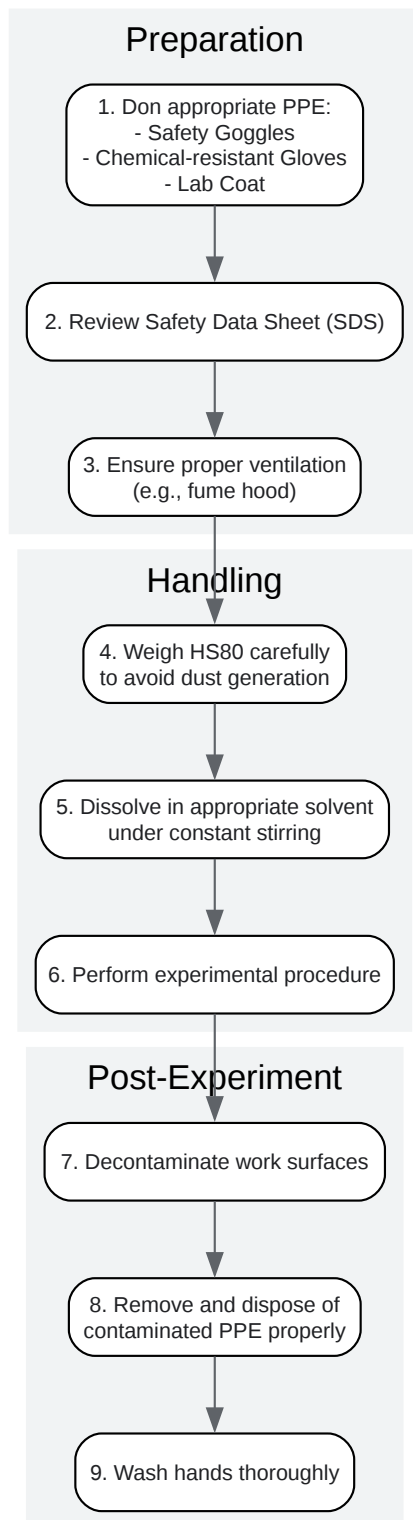 Preparation
1. Don appropriate PPE:
- Safety Goggles
- Chemical-resistant Gloves
- Lab Coat
2. Review Safety Data Sheet (SDS)
3. Ensure proper ventilation
(e.g., fume hood)
Handling
4. Weigh HS80 carefully
to avoid dust generation
5. Dissolve in appropriate solvent
under constant stirring
6. Perform experimental procedure
Post-Experiment
7. Decontaminate work surfaces
8. Remove and dispose of
contaminated PPE properly
9. Wash hands thoroughly